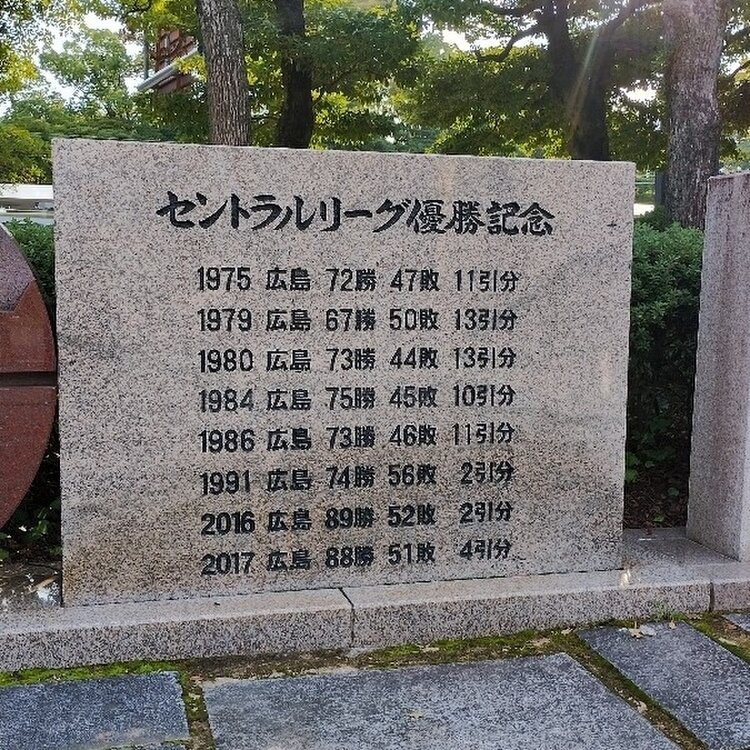 セントラルリーグ優勝記念
1975 広島 72勝 47敗 11引分
1979 広島 67勝 50敗 13引分
1980 広島 73勝 44敗 13引分
1984 広島 75勝 45敗 10引分
1986 広島 73勝 46敗 11引分
1991 広島 74勝 56敗 2引分
2016 広島 89勝 52敗 2引分
2017 広島 88勝 51敗 4引分